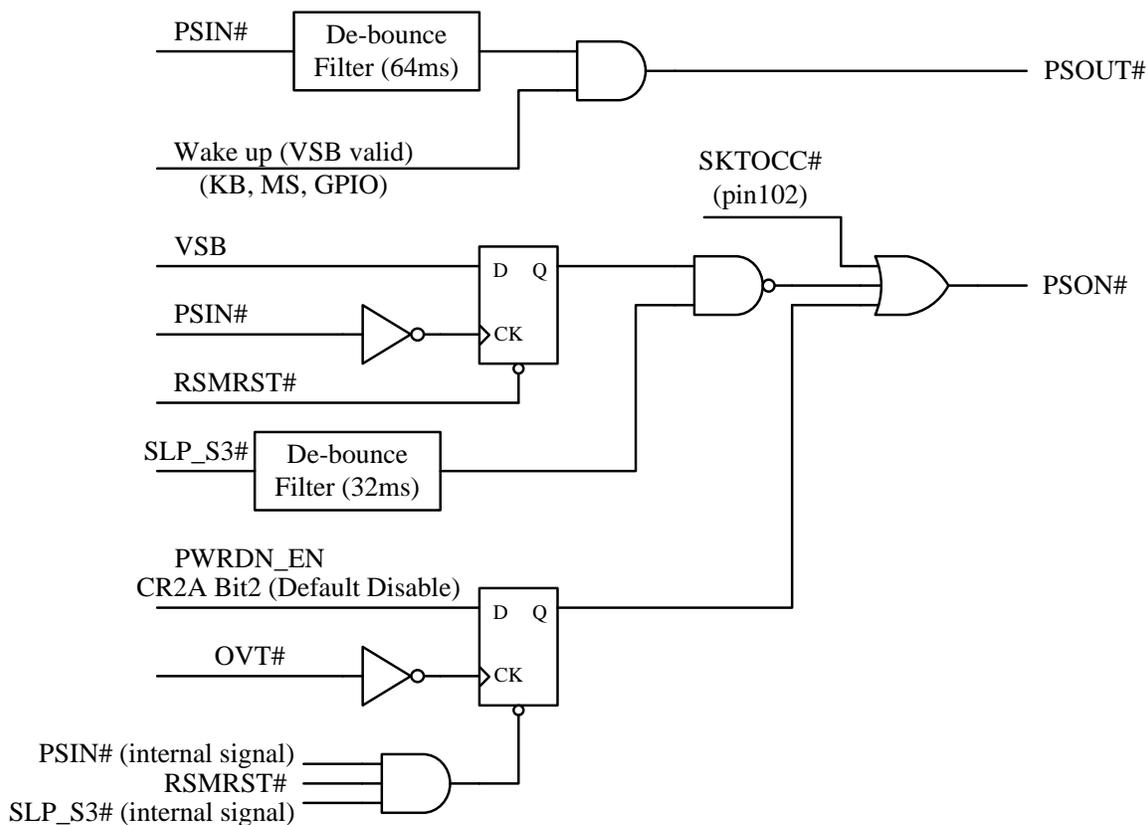 PSIN#
De-bounce
Filter (64ms)
PSOUT#
Wake up (VSB valid)
(KB, MS, GPIO)
SKTOCC#
(pin102)
VSB
D Q
PSIN#
CK
PSON#
RSMRST#
SLP_S3#
De-bounce
Filter (32ms)
PWRDN_EN
CR2A Bit2 (Default Disable)
D Q
OVT#
CK
PSIN# (internal signal)
RSMRST#
SLP_S3# (internal signal)